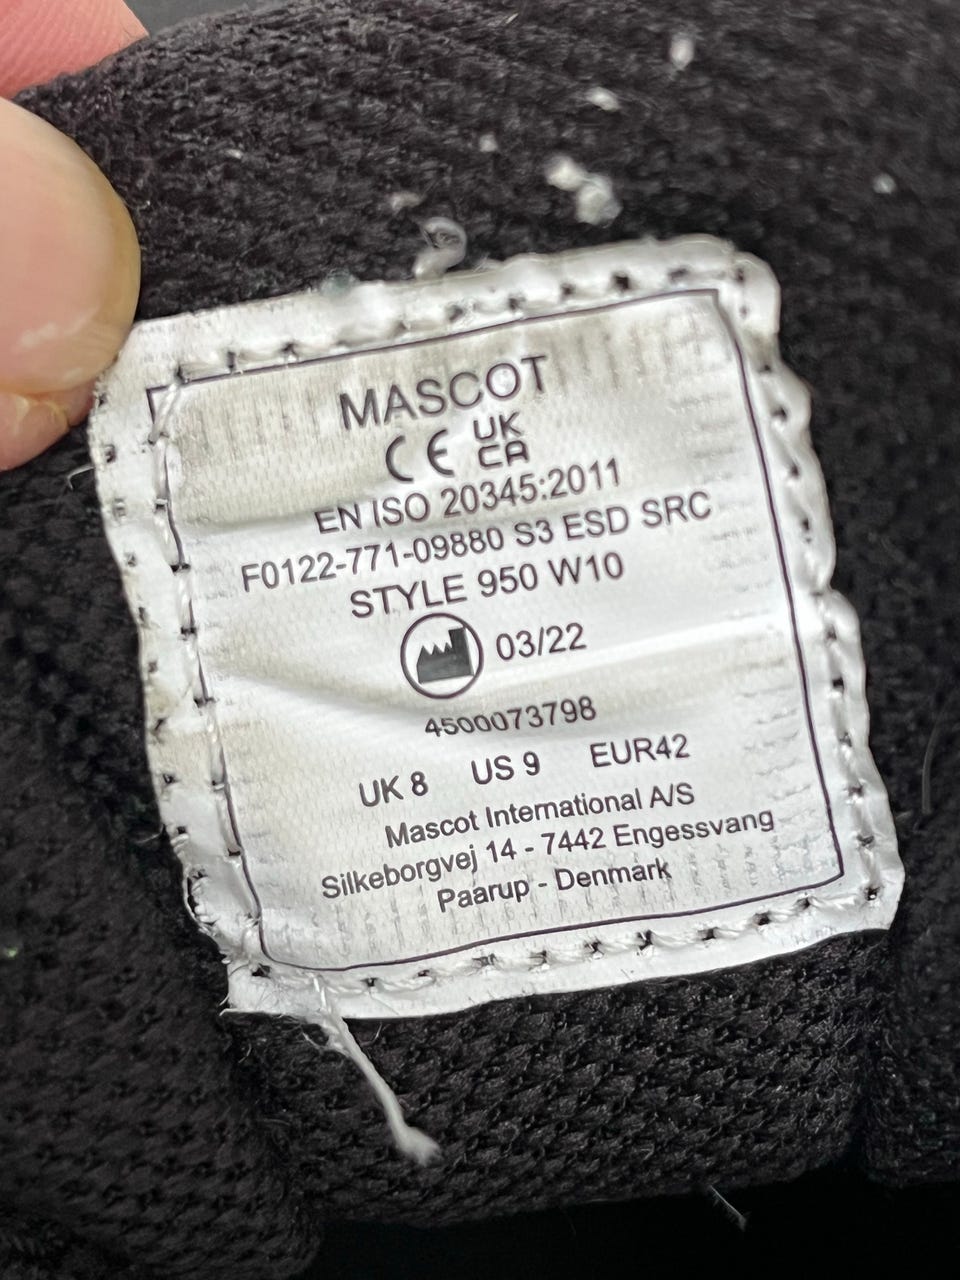 MASCOT
CE UK CA
EN ISO 20345:2011
F0122-771-09880 S3 ESD SRC
STYLE 950 W10
03/22
4500073798
UK 8 US 9 EUR42
Mascot International A/S
Silkeborgvej 14 - 7442 Engessvang
Paarup - Denmark